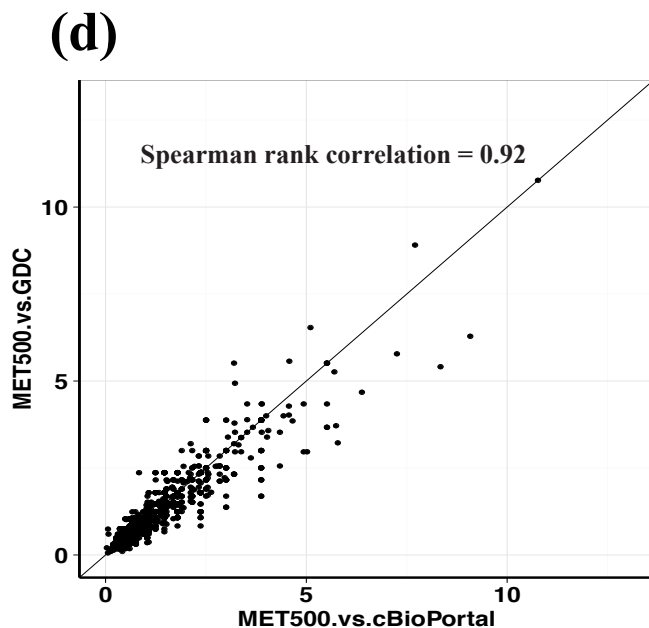 (d)
Spearman rank correlation = 0.92
MET500.vs.GDC
10
5
0
0 5 10
MET500.vs.cBioPortal